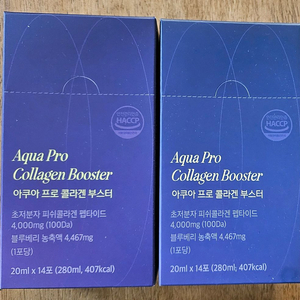 HACCP
Aqua Pro
Collagen Booster
아쿠아 프로 콜라겐 부스터
초저분자 피쉬콜라겐 펩타이드
4,000mg (100Da)
블루베리 농축액 4,467mg
(1포당)
20ml x 14포 (280ml, 407kcal)
HACCP
Aqua Pro
Collagen Booster
아쿠아 프로 콜라겐 부스터
초저분자 피쉬콜라겐 펩타이드
4,000mg (100Da)
블루베리 농축액 4,467mg
(1포당)
20ml x 14포 (280ml, 407kcal)